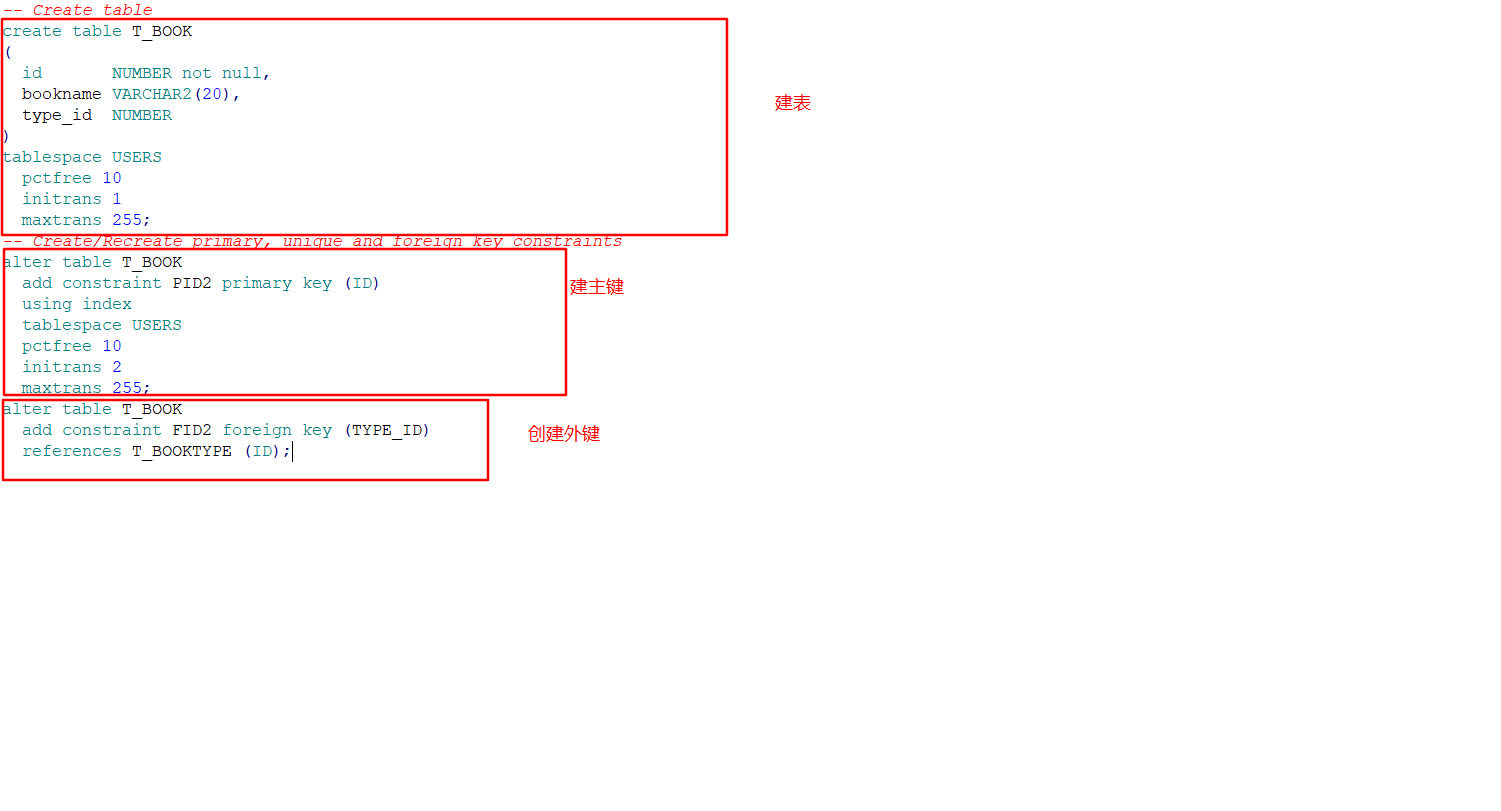 -- Create table
create table T_BOOK
(
  id       NUMBER not null,
  bookname VARCHAR2(20),
建表
  type_id  NUMBER
)
tablespace USERS
  pctfree 10
  initrans 1
  maxtrans 255;
-- Create/Recreate primary, unique and foreign key constraints
alter table T_BOOK
  add constraint PID2 primary key (ID)
建主键
  using index
  tablespace USERS
  pctfree 10
  initrans 2
  maxtrans 255;
alter table T_BOOK
  add constraint FID2 foreign key (TYPE_ID)
创建外键
  references T_BOOKTYPE (ID);